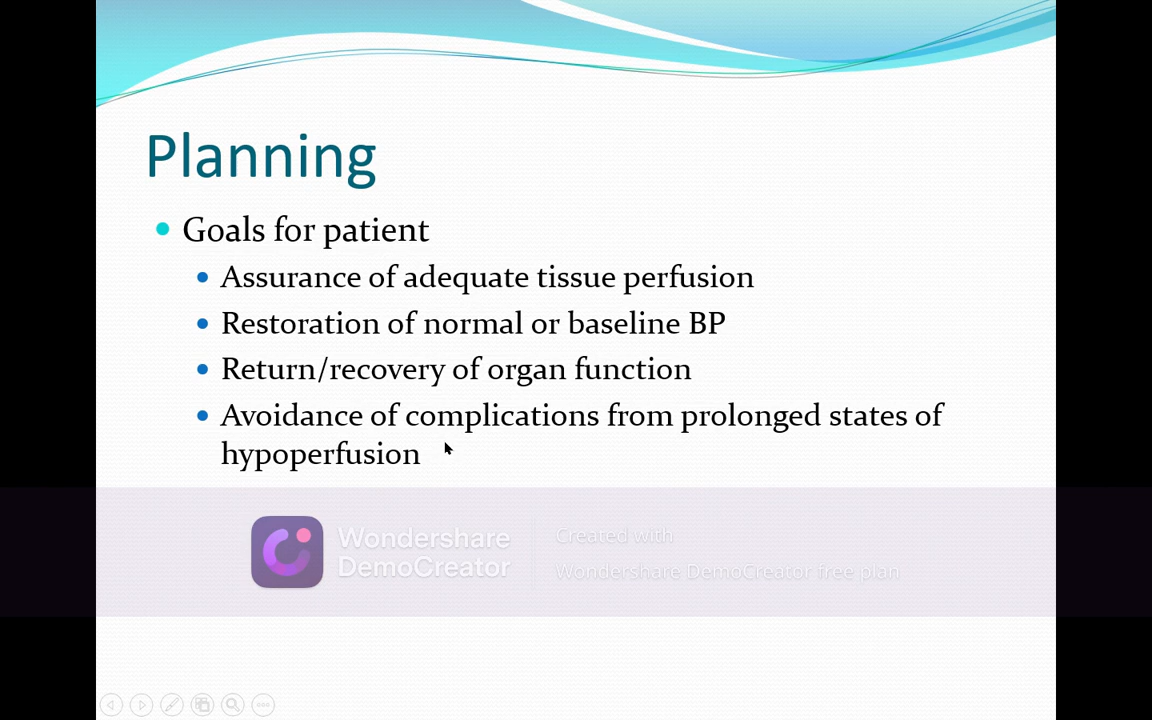 Planning
Goals for patient
Assurance of adequate tissue perfusion
Restoration of normal or baseline BP
Return/recovery of organ function
Avoidance of complications from prolonged states of
hypoperfusion
Wondershare
DemoCreator
Created with
Wondershare DemoCreator free plan